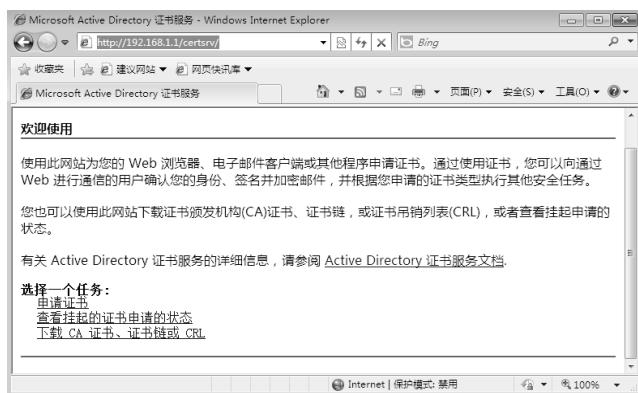 Microsoft Active Directory 证书服务 - Windows Internet Explorer
http://192.168.1.1/certsrv/
Bing
收藏夹 建议网站 网页快讯库
Microsoft Active Directory 证书服务
页面(P) 安全(S) 工具(O)
欢迎使用
使用此网站为您的 Web 浏览器、电子邮件客户端或其他程序申请证书。通过使用证书，您可以向通过
Web 进行通信的用户确认您的身份、签名并加密邮件，并根据您申请的证书类型执行其他安全任务。
您也可以使用此网站下载证书颁发机构(CA)证书、证书链，或证书吊销列表(CRL)，或者查看挂起申请的
状态。
有关 Active Directory 证书服务的详细信息，请参阅 Active Directory 证书服务文档.
选择一个任务:
申请证书
查看挂起的证书申请的状态
下载 CA 证书、证书链或 CRL
Internet | 保护模式: 禁用
100%